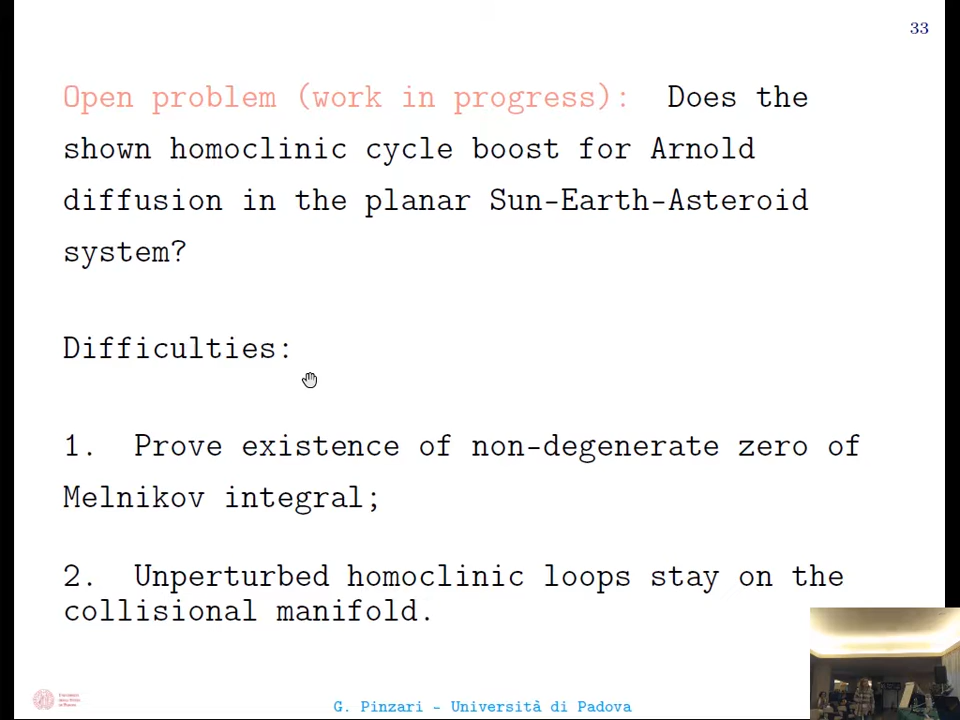 33
Open problem (work in progress): Does the
shown homoclinic cycle boost for Arnold
diffusion in the planar Sun-Earth-Asteroid
system?
Difficulties:
1. Prove existence of non-degenerate zero of
Melnikov integral;
2. Unperturbed homoclinic loops stay on the
collisional manifold.
G. Pinzari - Università di Padova